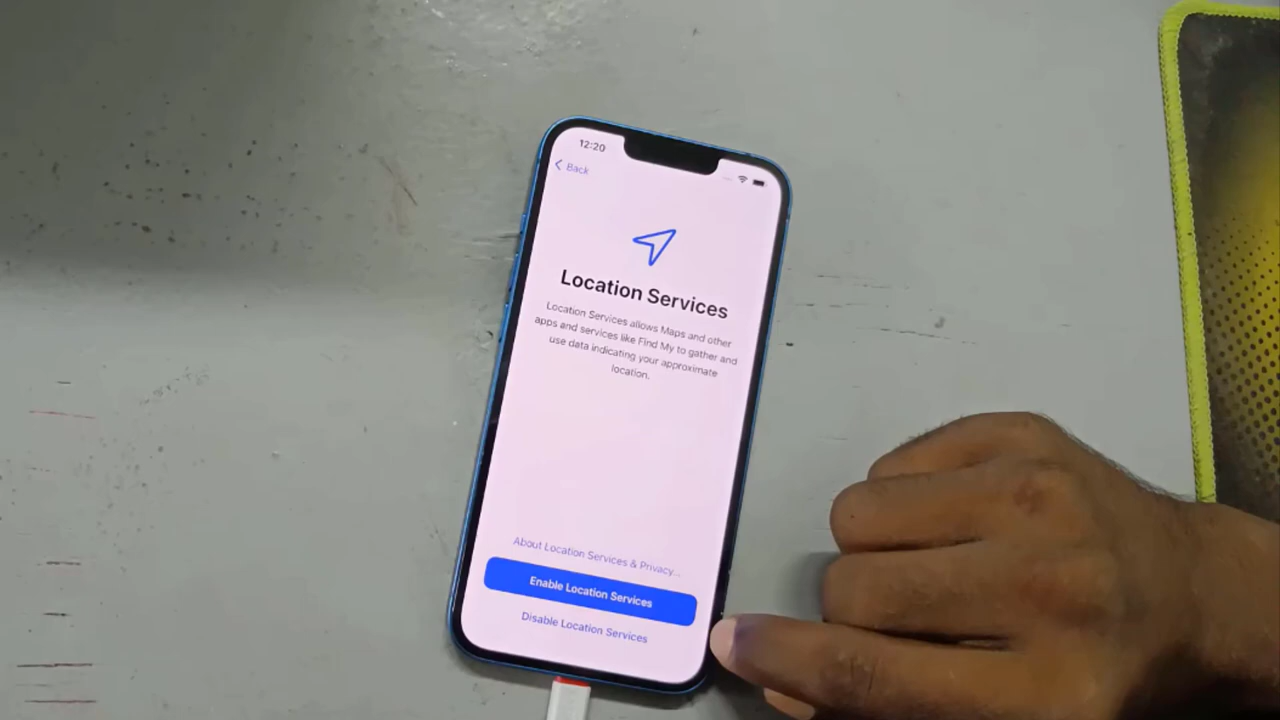 12:20
Back
Location Services
Location Services allows Maps and other
apps and services like Find My to gather and
use data indicating your approximate
location.
About Location Services & Privacy...
Enable Location Services
Disable Location Services